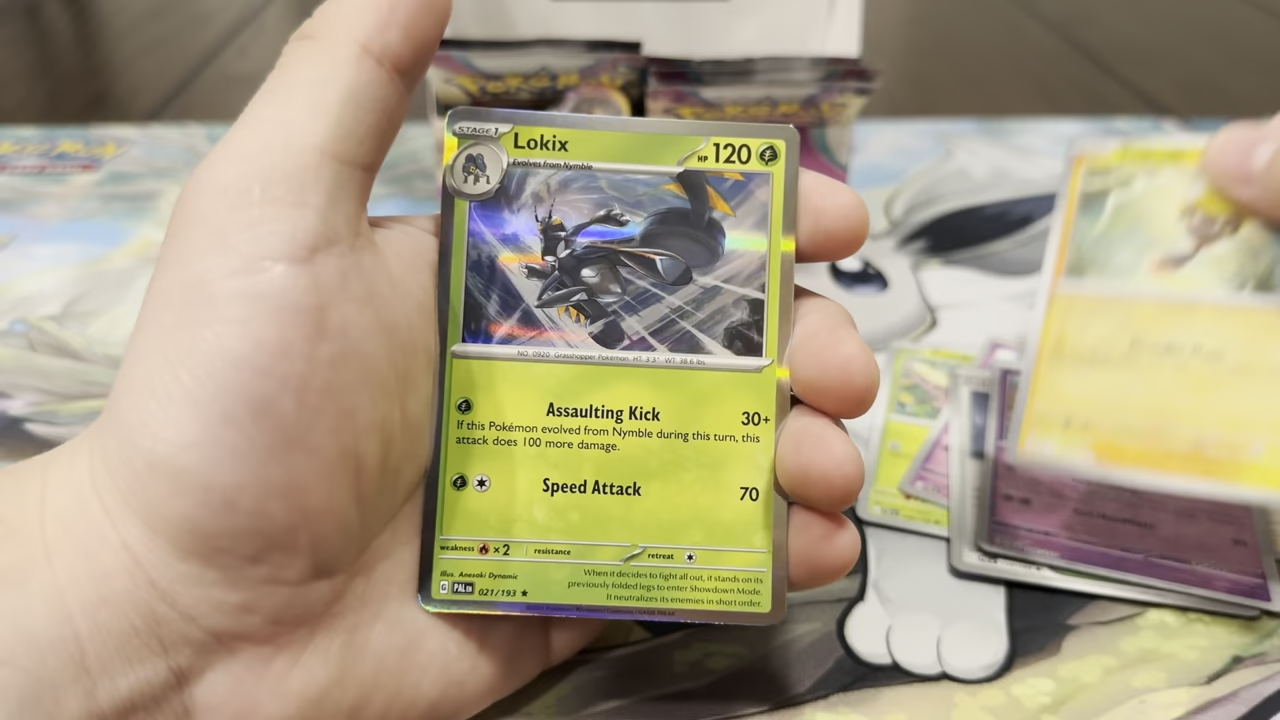 STAGE 1
Lokix
HP 120
Evolves from Nymble
NO. 0920 Grasshopper Pokémon HT: 3'3" WT: 38.6 lbs.
Assaulting Kick 30+
If this Pokémon evolved from Nymble during this turn, this
attack does 100 more damage.
Speed Attack 70
weakness ×2 resistance retreat
Illus. Anesaki Dynamic
G PAL EN 021/193 ★
When it decides to fight all out, it stands on its
previously folded legs to enter Showdown Mode.
It neutralizes its enemies in short order.